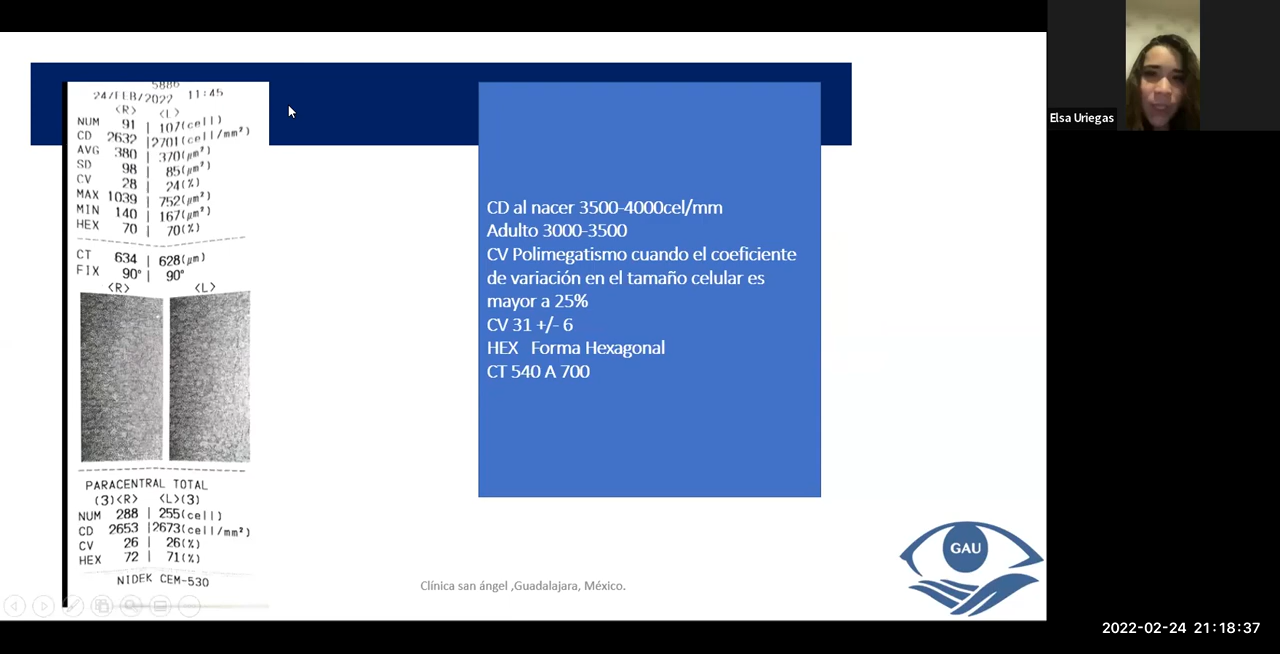 5886
24/FEB/2022 11:45
<R> <L>
NUM 91 | 107(cell)
CD 2632 |2701(cell/mm²)
AVG 380 | 370(μm²)
SD 98 | 85(μm²)
CV 28 | 24(%)
MAX 1039 | 752(μm²)
MIN 140 | 167(μm²)
HEX 70 | 70(%)
CT 634 | 628(μm)
FIX 90° | 90°
<R> <L>
PARACENTRAL TOTAL
(3)<R> <L>(3)
NUM 288 | 255(cell)
CD 2653 |2673(cell/mm²)
CV 26 | 26(%)
HEX 72 | 71(%)
NIDEK CEM-530
CD al nacer 3500-4000cel/mm
Adulto 3000-3500
CV Polimegatismo cuando el coeficiente
de variación en el tamaño celular es
mayor a 25%
CV 31 +/- 6
HEX Forma Hexagonal
CT 540 A 700
Clínica san ángel ,Guadalajara, México.
GAU
Elsa Uriegas
2022-02-24 21:18:37